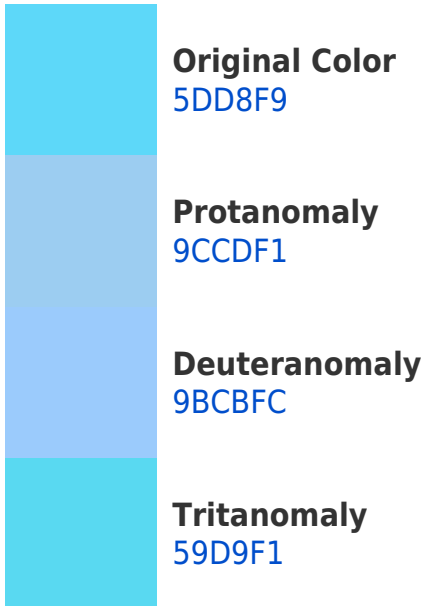 Original Color
5DD8F9
Protanomaly
9CCDF1
Deuteranomaly
9BCBFC
Tritanomaly
59D9F1